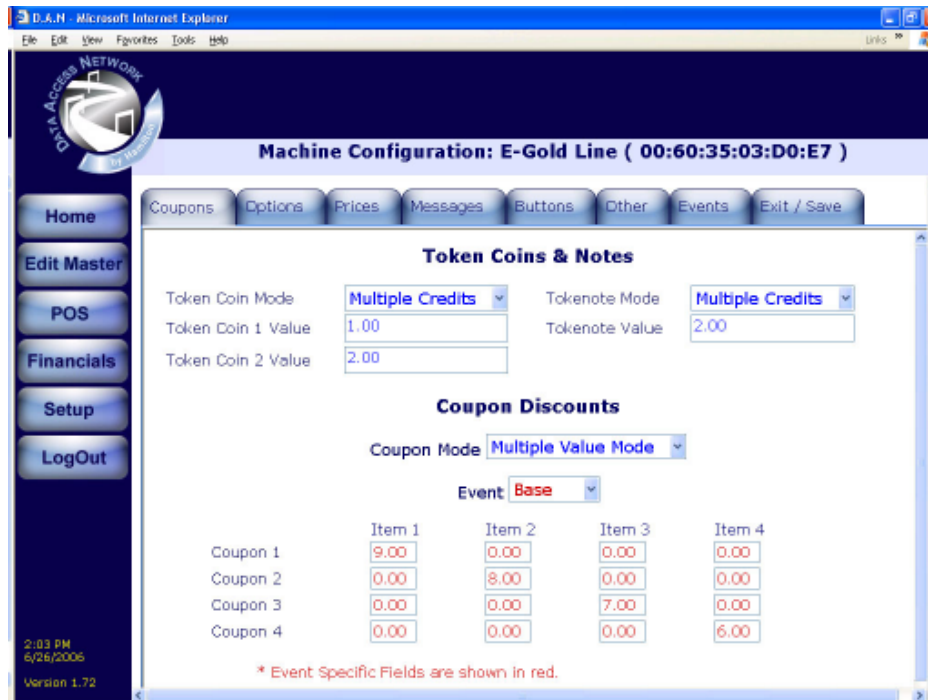 D.A.N - Microsoft Internet Explorer
File Edit View Favorites Tools Help
Links »
DATA ACCESS NETWORK
by Hamilton
Machine Configuration: E-Gold Line ( 00:60:35:03:D0:E7 )
Home
Edit Master
POS
Financials
Setup
LogOut
Coupons Options Prices Messages Buttons Other Events Exit / Save
Token Coins & Notes
Token Coin Mode Multiple Credits Tokenote Mode Multiple Credits
Token Coin 1 Value 1.00 Tokenote Value 2.00
Token Coin 2 Value 2.00
Coupon Discounts
Coupon Mode Multiple Value Mode
Event Base
Item 1 Item 2 Item 3 Item 4
Coupon 1 9.00 0.00 0.00 0.00
Coupon 2 0.00 8.00 0.00 0.00
Coupon 3 0.00 0.00 7.00 0.00
Coupon 4 0.00 0.00 0.00 6.00
* Event Specific Fields are shown in red.
2:03 PM
6/26/2006
Version 1.72